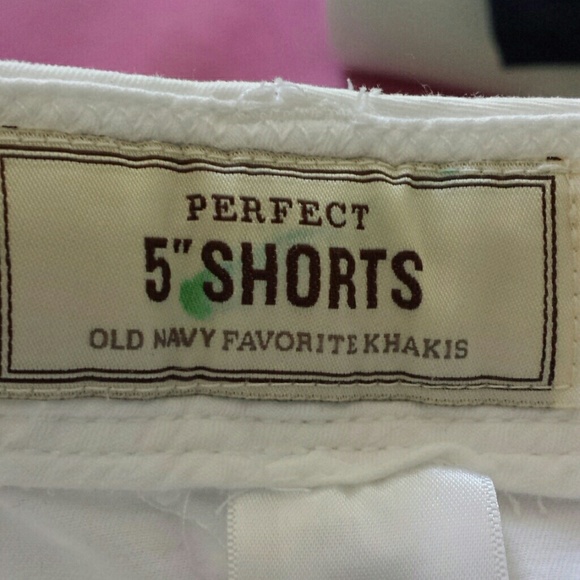 PERFECT
5" SHORTS
OLD NAVY FAVORITE KHAKIS